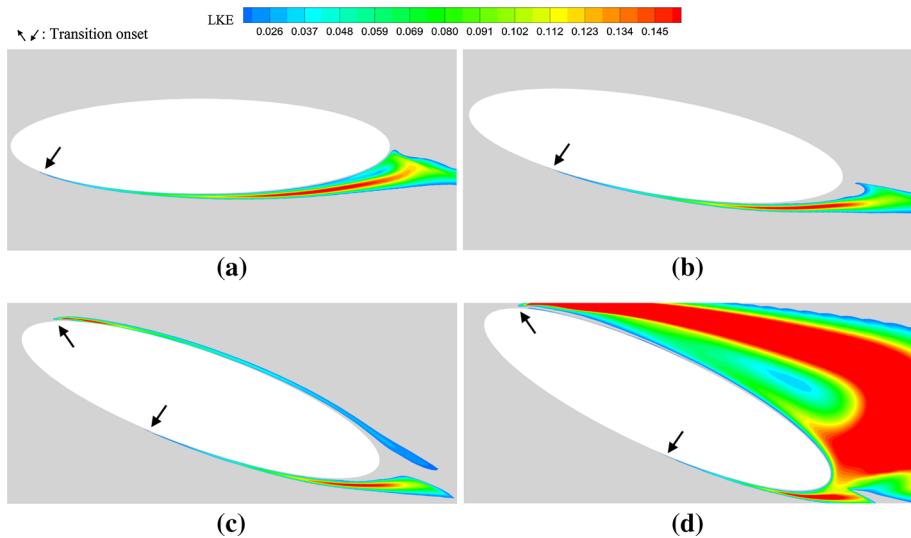 LKE
0.026 0.037 0.048 0.059 0.069 0.080 0.091 0.102 0.112 0.123 0.134 0.145
: Transition onset
(a) (b)
(c) (d)